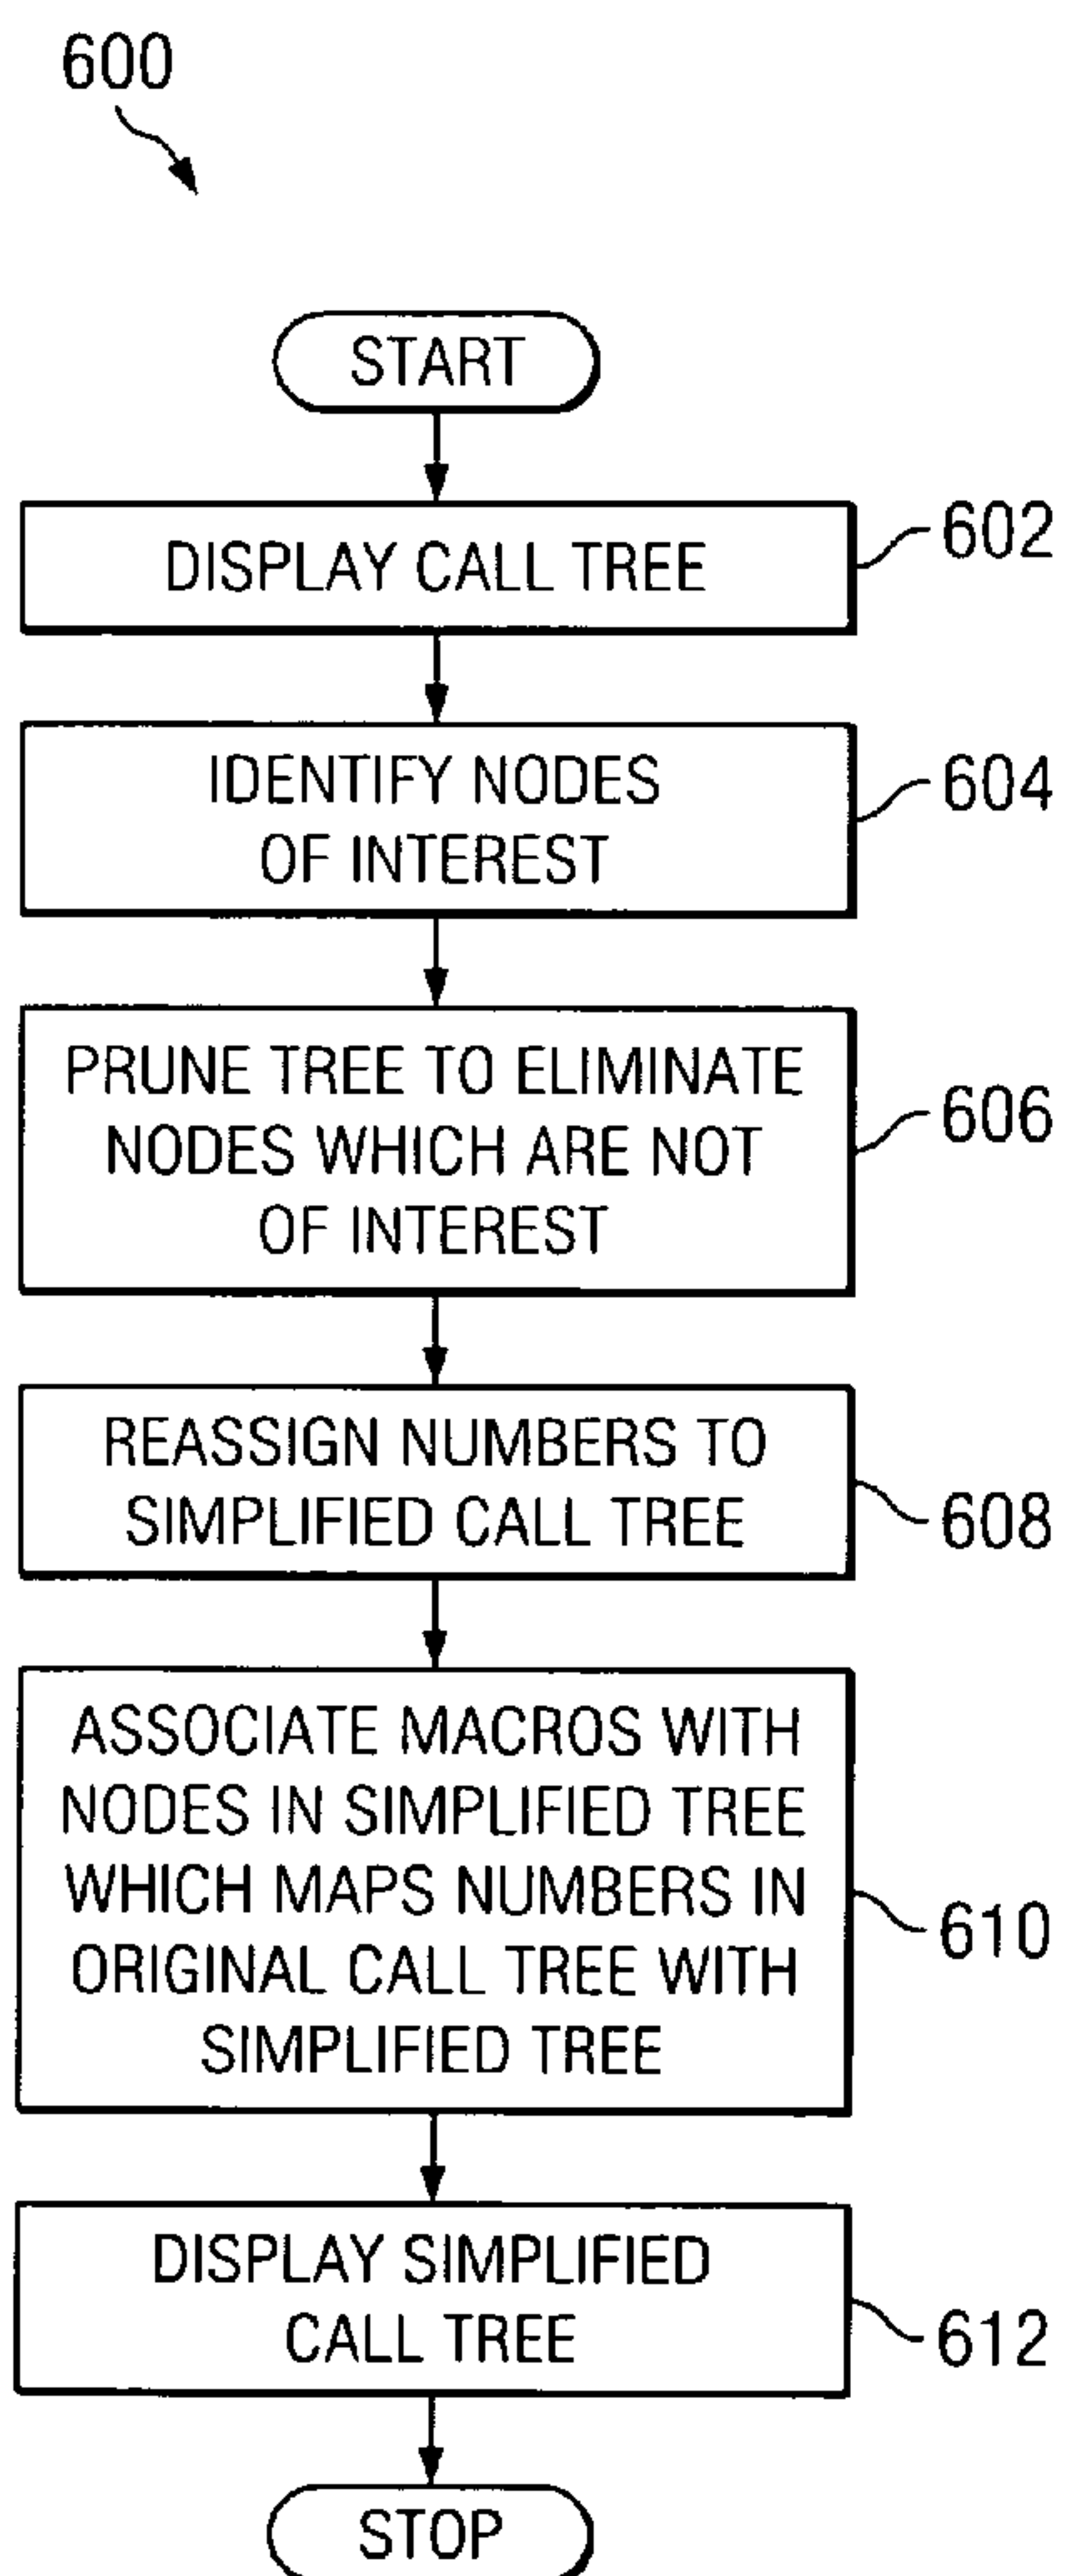 600
START
DISPLAY CALL TREE
602
IDENTIFY NODES
OF INTEREST
604
PRUNE TREE TO ELIMINATE
NODES WHICH ARE NOT
OF INTEREST
606
REASSIGN NUMBERS TO
SIMPLIFIED CALL TREE
608
ASSOCIATE MACROS WITH
NODES IN SIMPLIFIED TREE
WHICH MAPS NUMBERS IN
ORIGINAL CALL TREE WITH
SIMPLIFIED TREE
610
DISPLAY SIMPLIFIED
CALL TREE
612
STOP